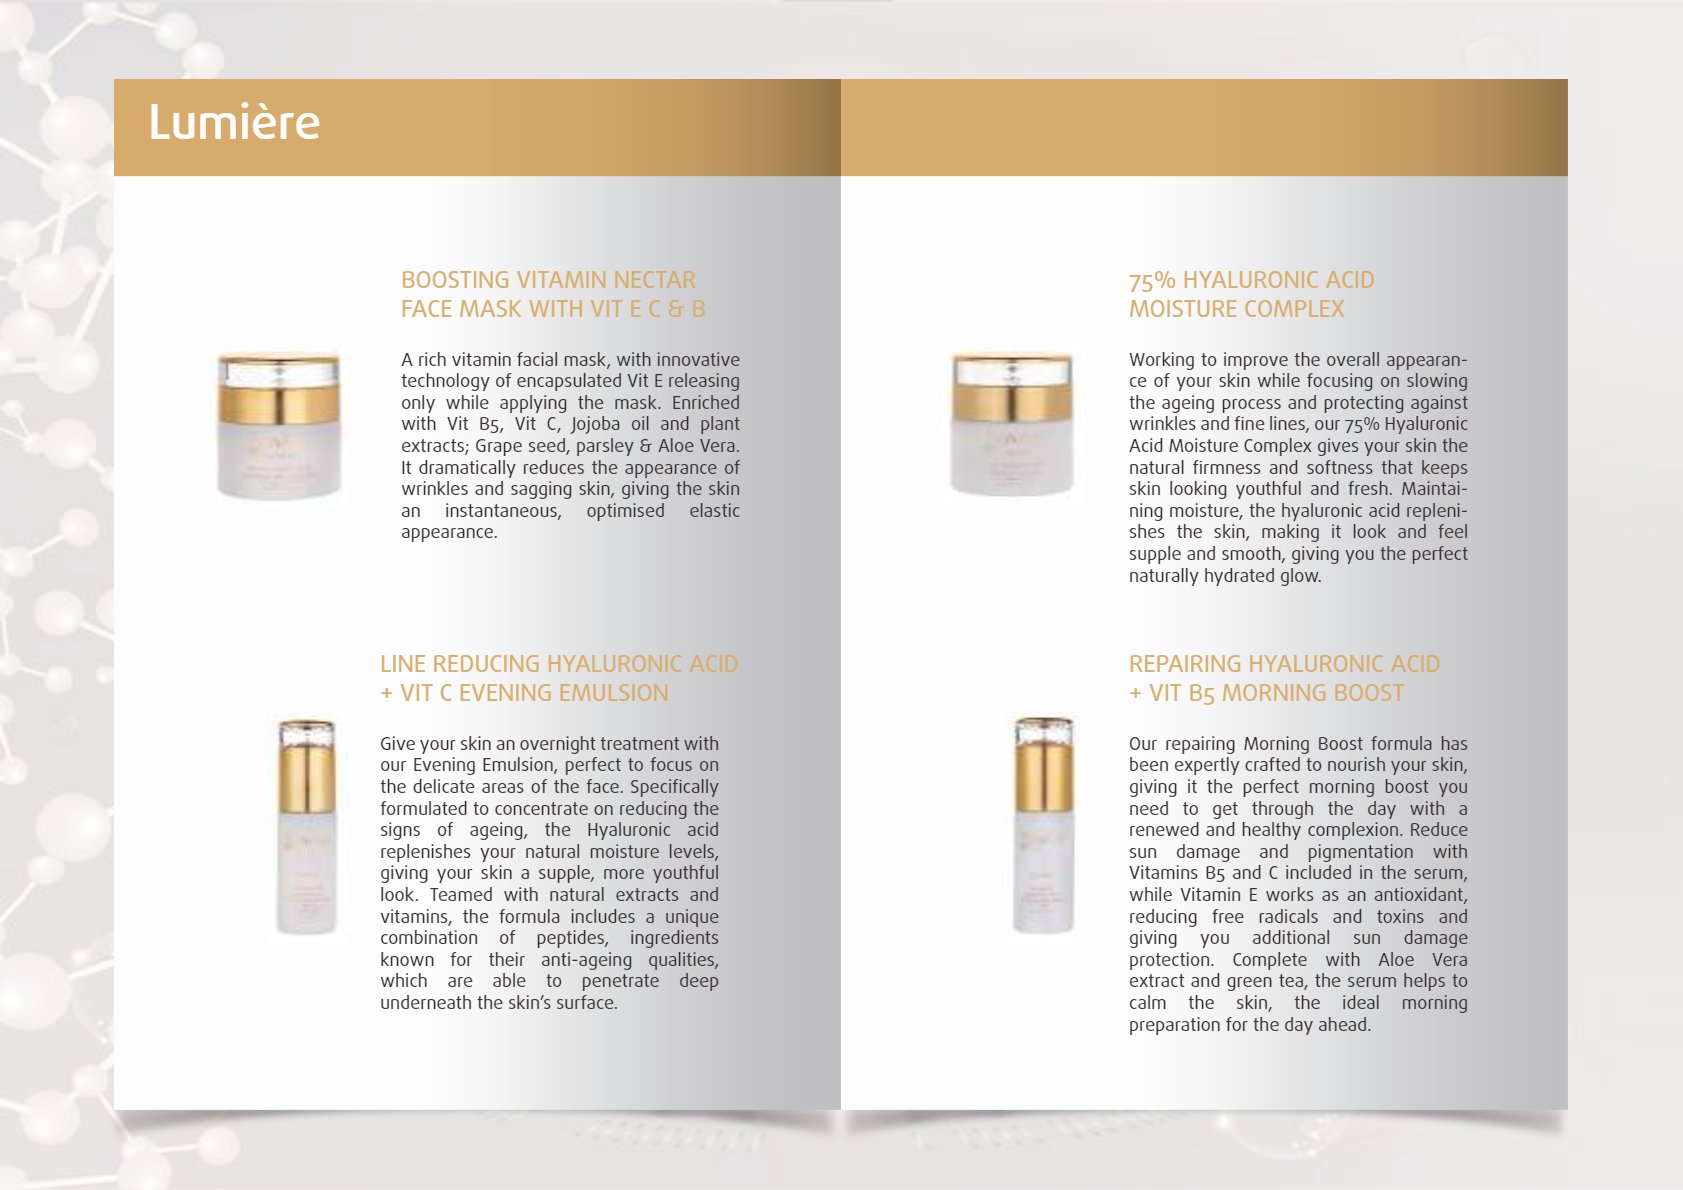 Lumière
BOOSTING VITAMIN NECTAR
FACE MASK WITH VIT E C & B
A rich vitamin facial mask, with innovative
technology of encapsulated Vit E releasing
only while applying the mask. Enriched
with Vit B5, Vit C, Jojoba oil and plant
extracts; Grape seed, parsley & Aloe Vera.
It dramatically reduces the appearance of
wrinkles and sagging skin, giving the skin
an instantaneous, optimised elastic
appearance.
LINE REDUCING HYALURONIC ACID
+ VIT C EVENING EMULSION
Give your skin an overnight treatment with
our Evening Emulsion, perfect to focus on
the delicate areas of the face. Specifically
formulated to concentrate on reducing the
signs of ageing, the Hyaluronic acid
replenishes your natural moisture levels,
giving your skin a supple, more youthful
look. Teamed with natural extracts and
vitamins, the formula includes a unique
combination of peptides, ingredients
known for their anti-ageing qualities,
which are able to penetrate deep
underneath the skin’s surface.
75% HYALURONIC ACID
MOISTURE COMPLEX
Working to improve the overall appearan-
ce of your skin while focusing on slowing
the ageing process and protecting against
wrinkles and fine lines, our 75% Hyaluronic
Acid Moisture Complex gives your skin the
natural firmness and softness that keeps
skin looking youthful and fresh. Maintai-
ning moisture, the hyaluronic acid repleni-
shes the skin, making it look and feel
supple and smooth, giving you the perfect
naturally hydrated glow.
REPAIRING HYALURONIC ACID
+ VIT B5 MORNING BOOST
Our repairing Morning Boost formula has
been expertly crafted to nourish your skin,
giving it the perfect morning boost you
need to get through the day with a
renewed and healthy complexion. Reduce
sun damage and pigmentation with
Vitamins B5 and C included in the serum,
while Vitamin E works as an antioxidant,
reducing free radicals and toxins and
giving you additional sun damage
protection. Complete with Aloe Vera
extract and green tea, the serum helps to
calm the skin, the ideal morning
preparation for the day ahead.